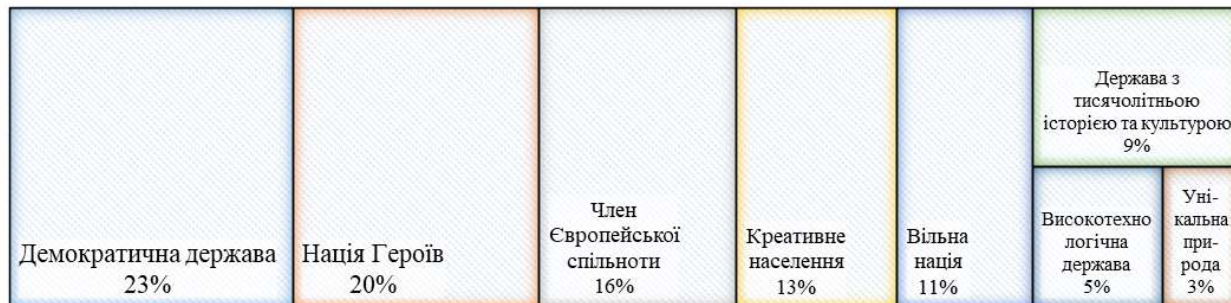 Демократична держава
23%
Нація Героїв
20%
Член
Європейської
спільноти
16%
Креативне
населення
13%
Вільна
нація
11%
Держава з
тисячолітньою
історією та культурою
9%
Високотехно
логічна
держава
5%
Уні-
кальна
при-
рода
3%